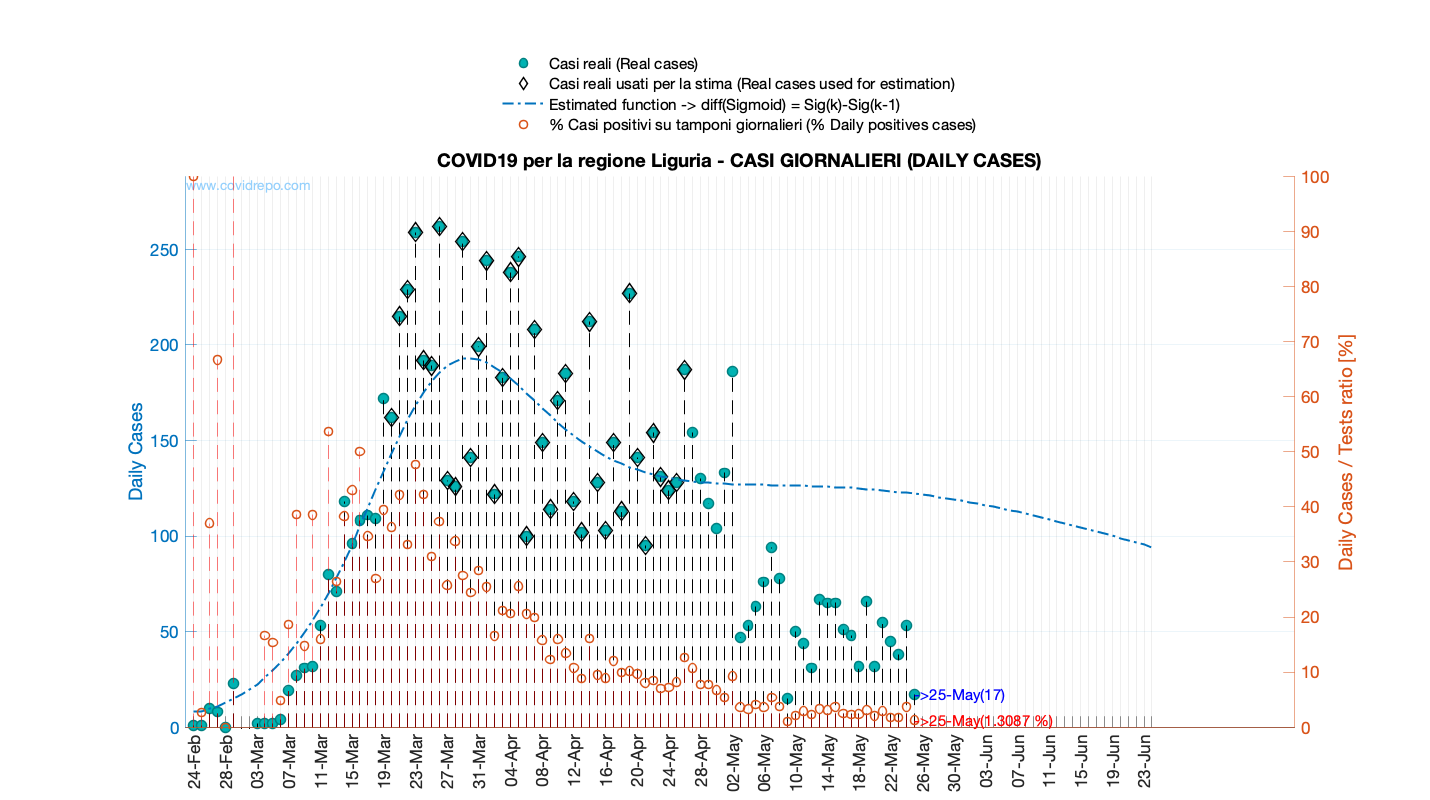 Casi reali (Real cases)
Casi reali usati per la stima (Real cases used for estimation)
Estimated function -> diff(Sigmoid) = Sig(k)-Sig(k-1)
% Casi positivi su tamponi giornalieri (% Daily positives cases)
COVID19 per la regione Liguria - CASI GIORNALIERI (DAILY CASES)
www.covidrepo.com
Daily Cases
250
200
150
100
50
0
100
90
80
70
60
50
40
30
20
10
0
Daily Cases / Tests ratio [%]
->25-May(17)
->25-May(1.3087 %)
24-Feb
28-Feb
03-Mar
07-Mar
11-Mar
15-Mar
19-Mar
23-Mar
27-Mar
31-Mar
04-Apr
08-Apr
12-Apr
16-Apr
20-Apr
24-Apr
28-Apr
02-May
06-May
10-May
14-May
18-May
22-May
26-May
30-May
03-Jun
07-Jun
11-Jun
15-Jun
19-Jun
23-Jun